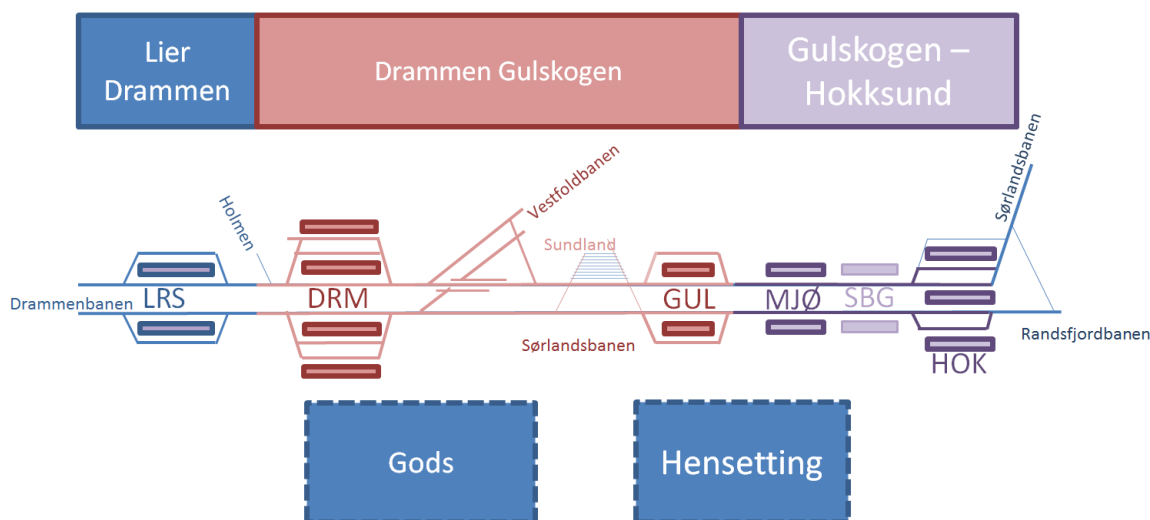 Lier
Drammen
Drammen Gulskogen
Gulskogen –
Hokksund
Sørlandsbanen
Vestfoldbanen
Holmen
Sundland
Drammenbanen
LRS
DRM
GUL
MJØ
SBG
Sørlandsbanen
Randsfjordbanen
HOK
Gods
Hensetting